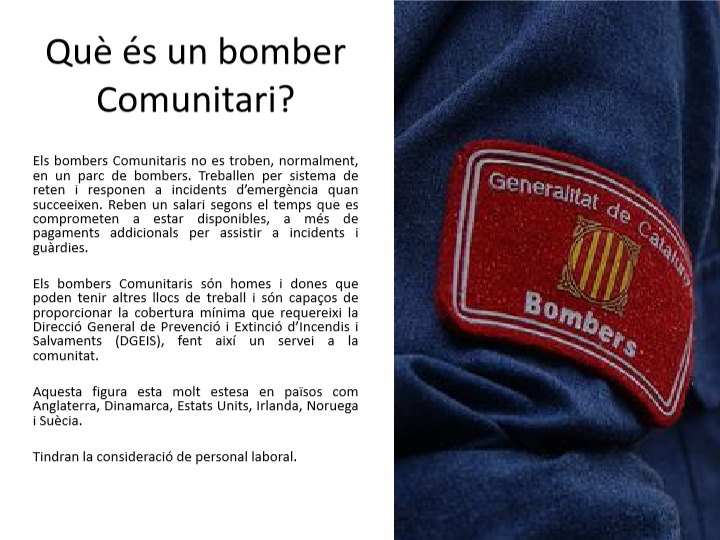 Què és un bomber
Comunitari?
Els bombers Comunitaris no es troben, normalment,
en un parc de bombers. Treballen per sistema de
reten i responen a incidents d'emergència quan
succeeixen. Reben un salari segons el temps que es
comprometen a estar disponibles, a més de
pagaments addicionals per assistir a incidents i
guàrdies.
Els bombers Comunitaris són homes i dones que
poden tenir altres llocs de treball i són capaços de
proporcionar la cobertura mínima que requereixi la
Direcció General de Prevenció i Extinció d'Incendis i
Salvaments (DGEIS), fent així un servei a la
comunitat.
Aquesta figura esta molt estesa en països com
Anglaterra, Dinamarca, Estats Units, Irlanda, Noruega
i Suècia.
Tindran la consideració de personal laboral.
Generalitat de Catalunya
Bombers